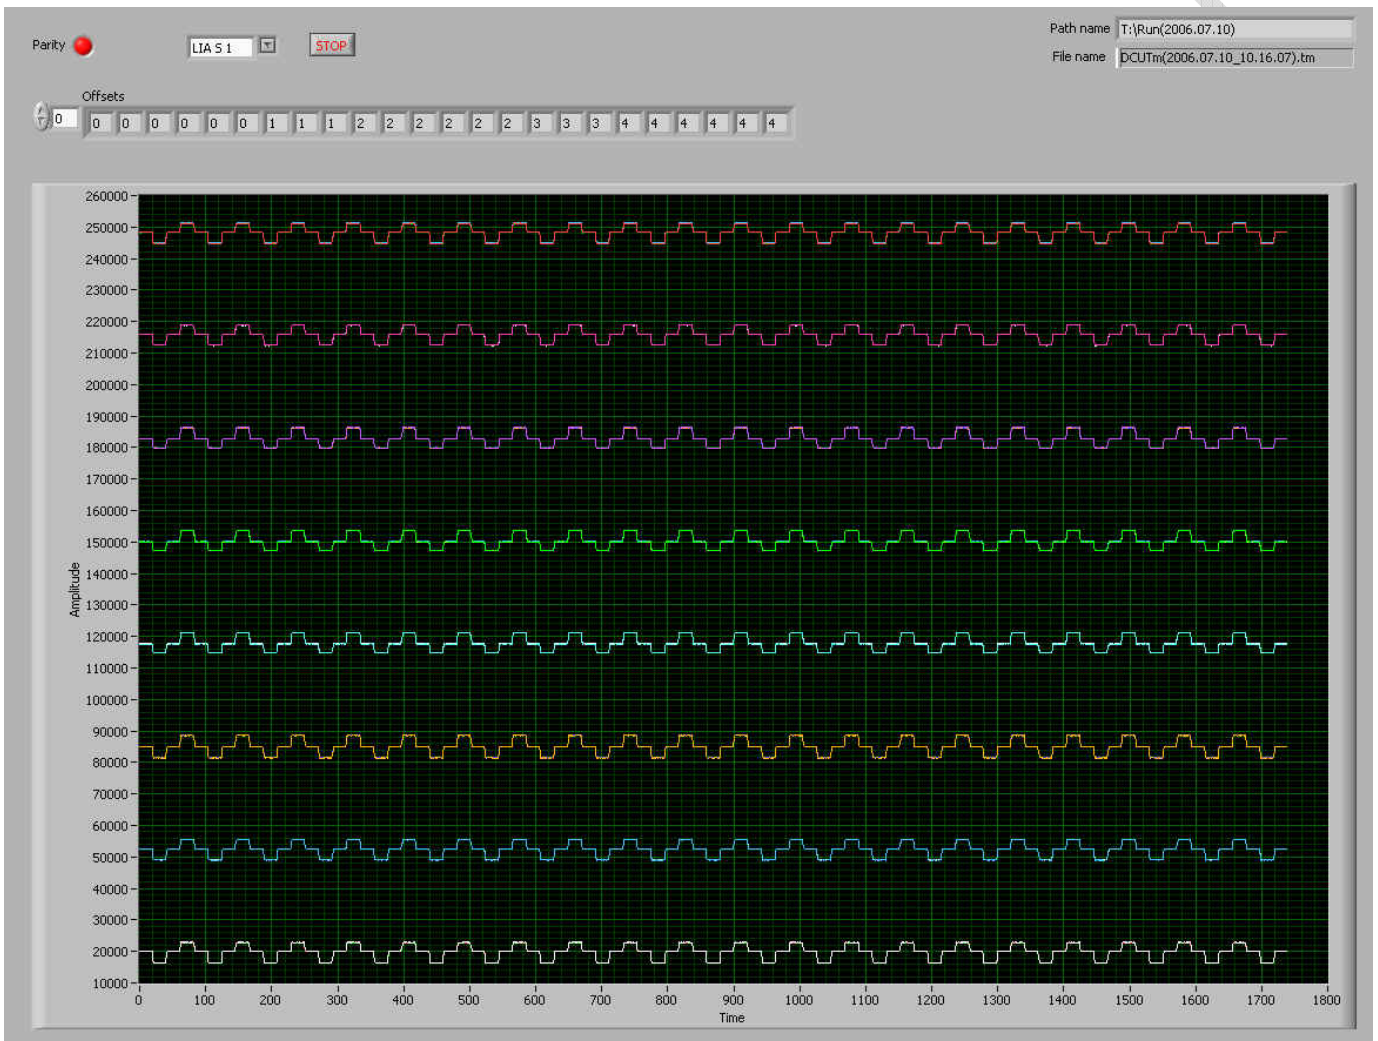 Parity
LIA S 1
STOP
Path name T:\Run(2006.07.10)
File name DCUTm(2006.07.10_10.16.07).tm
Offsets
0 0 0 0 0 0 0 1 1 1 2 2 2 2 2 2 3 3 3 4 4 4 4 4 4
260000
250000
240000
230000
220000
210000
200000
190000
180000
170000
160000
150000
140000
130000
120000
110000
100000
90000
80000
70000
60000
50000
40000
30000
20000
10000
Amplitude
0 100 200 300 400 500 600 700 800 900 1000 1100 1200 1300 1400 1500 1600 1700 1800
Time